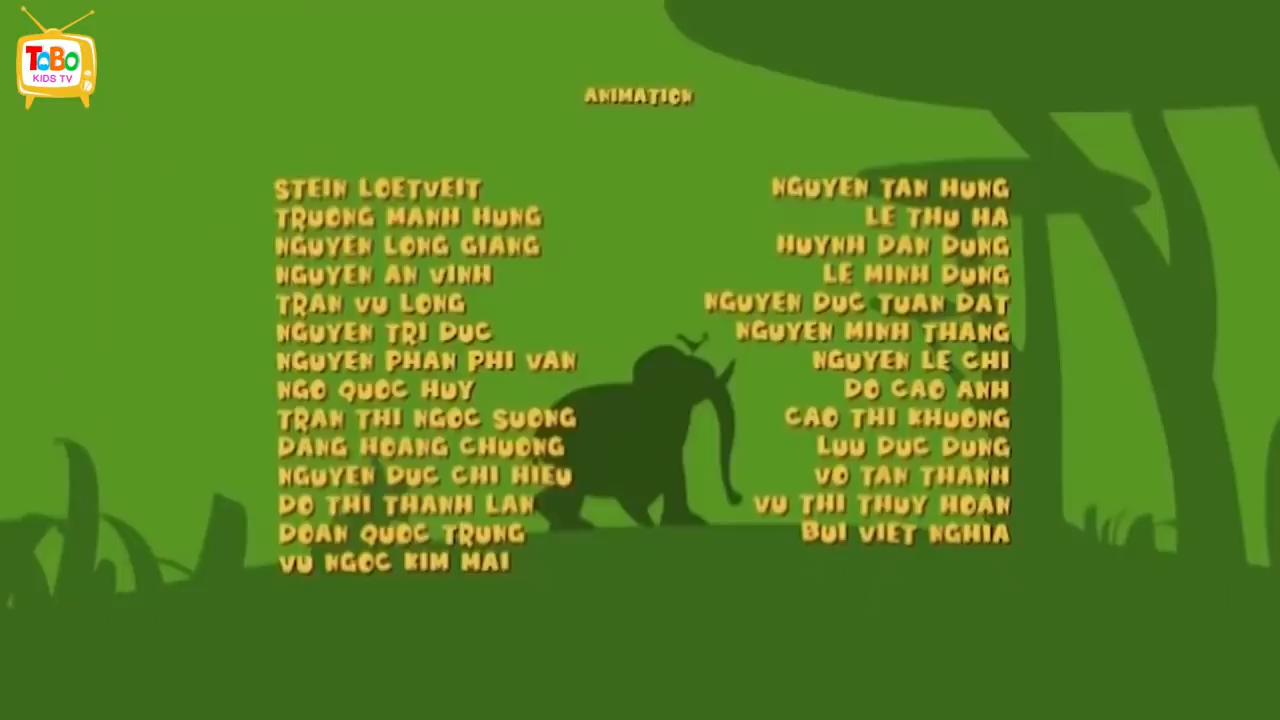 ToBo
KIDS TV
ANIMATION
STEIN LOETVEIT
TRUONG MANH HUNG
NGUYEN LONG GIANG
NGUYEN AN VINH
TRAN VU LONG
NGUYEN TRI DUC
NGUYEN PHAN PHI VAN
NGO QUOC HUY
TRAN THI NGOC SUONG
DANG HOANG CHUONG
NGUYEN DUC CHI HIEU
DO THI THANH LAN
DOAN QUOC TRUNG
VU NGOC KIM MAI
NGUYEN TAN HUNG
LE THU HA
HUYNH DAN DUNG
LE MINH DUNG
NGUYEN DUC TUAN DAT
NGUYEN MINH THANG
NGUYEN LE CHI
DO CAO ANH
CAO THI KHUONG
LUU DUC DUNG
VO TAN THANH
VU THI THUY HOAN
BUI VIET NGHIA